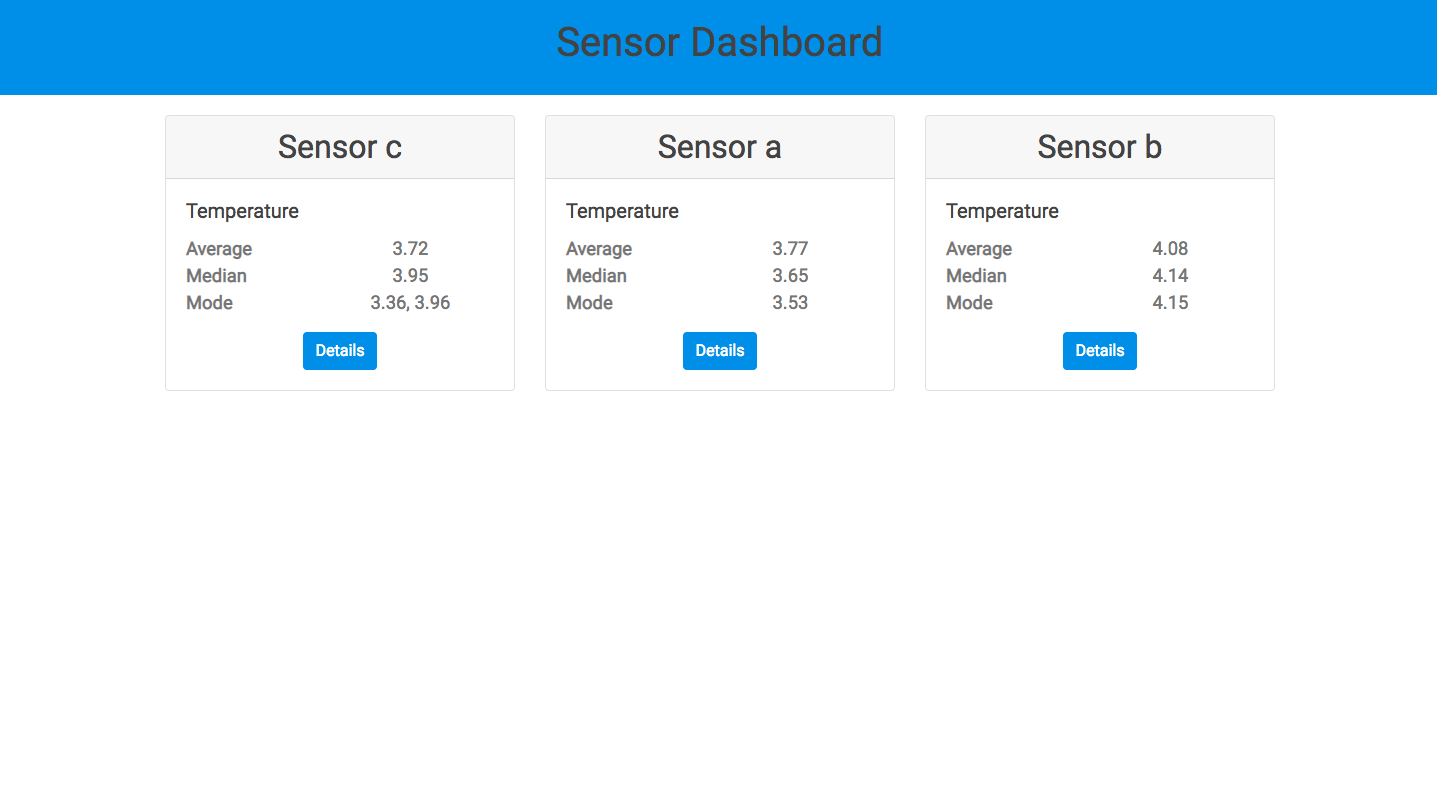 Sensor Dashboard
Sensor c
Temperature
Average 3.72
Median 3.95
Mode 3.36, 3.96
Details
Sensor a
Temperature
Average 3.77
Median 3.65
Mode 3.53
Details
Sensor b
Temperature
Average 4.08
Median 4.14
Mode 4.15
Details